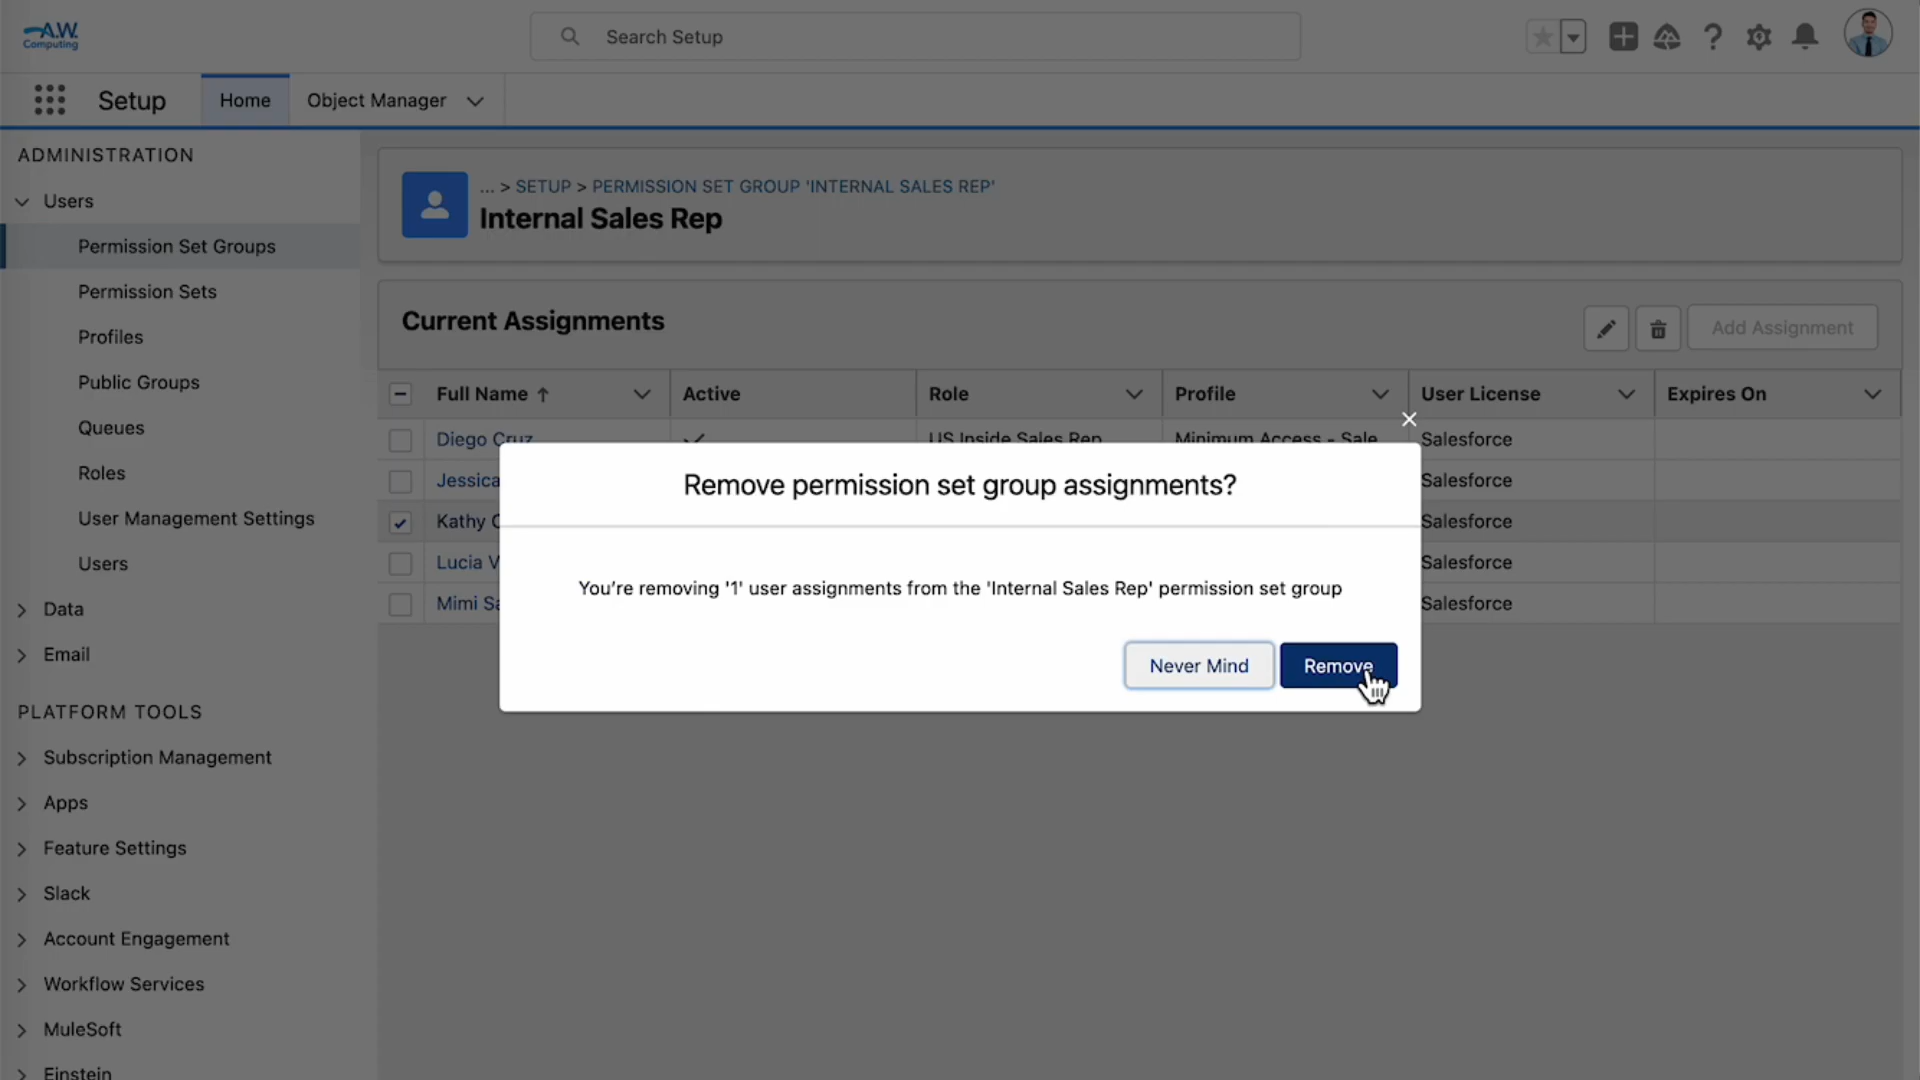 A.W.
Computing
Search Setup
Setup
Home
Object Manager
ADMINISTRATION
Users
Permission Set Groups
Permission Sets
Profiles
Public Groups
Queues
Roles
User Management Settings
Users
Data
Email
PLATFORM TOOLS
Subscription Management
Apps
Feature Settings
Slack
Account Engagement
Workflow Services
MuleSoft
Einstein
... > SETUP > PERMISSION SET GROUP 'INTERNAL SALES REP'
Internal Sales Rep
Current Assignments
Add Assignment
Full Name Active Role Profile User License Expires On
Diego Cruz US Inside Sales Rep Minimum Access - Sale Salesforce
Jessica Salesforce
Kathy Salesforce
Lucia V Salesforce
Mimi Sa Salesforce
Remove permission set group assignments?
You're removing '1' user assignments from the 'Internal Sales Rep' permission set group
Never Mind
Remove